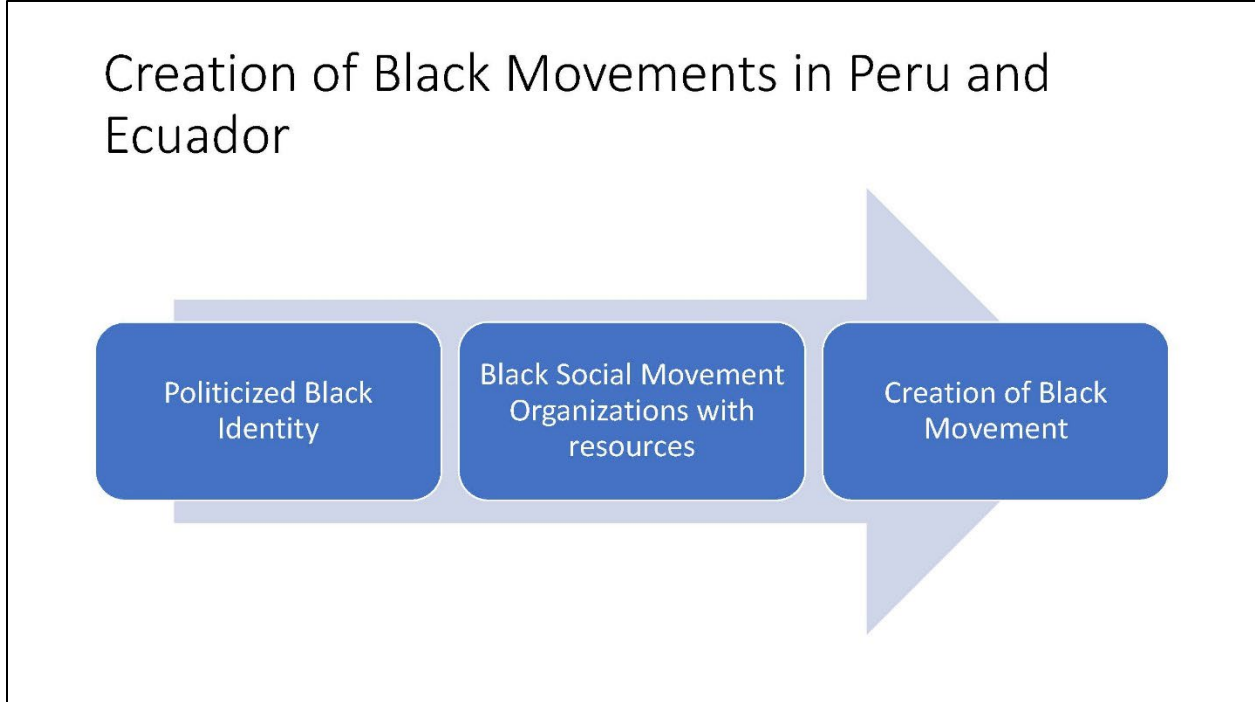 Creation of Black Movements in Peru and
Ecuador
Politicized Black
Identity
Black Social Movement
Organizations with
resources
Creation of Black
Movement